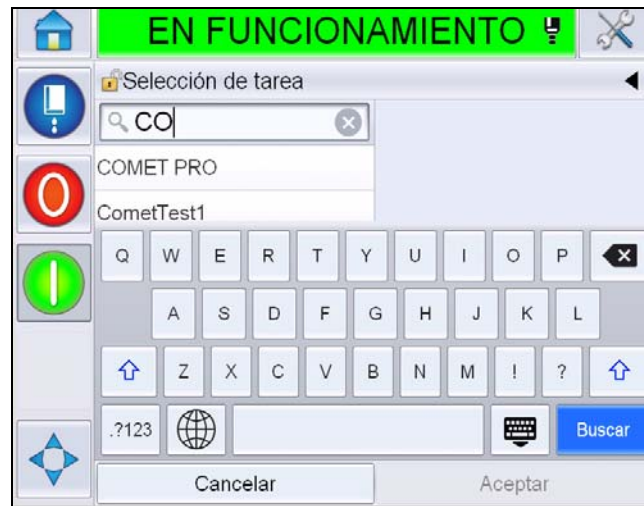 EN FUNCIONAMIENTO
Selección de tarea
CO
COMET PRO
CometTest1
Q W E R T Y U I O P
A S D F G H J K L
Z X C V B N M ! ?
.?123 Buscar
Cancelar Aceptar